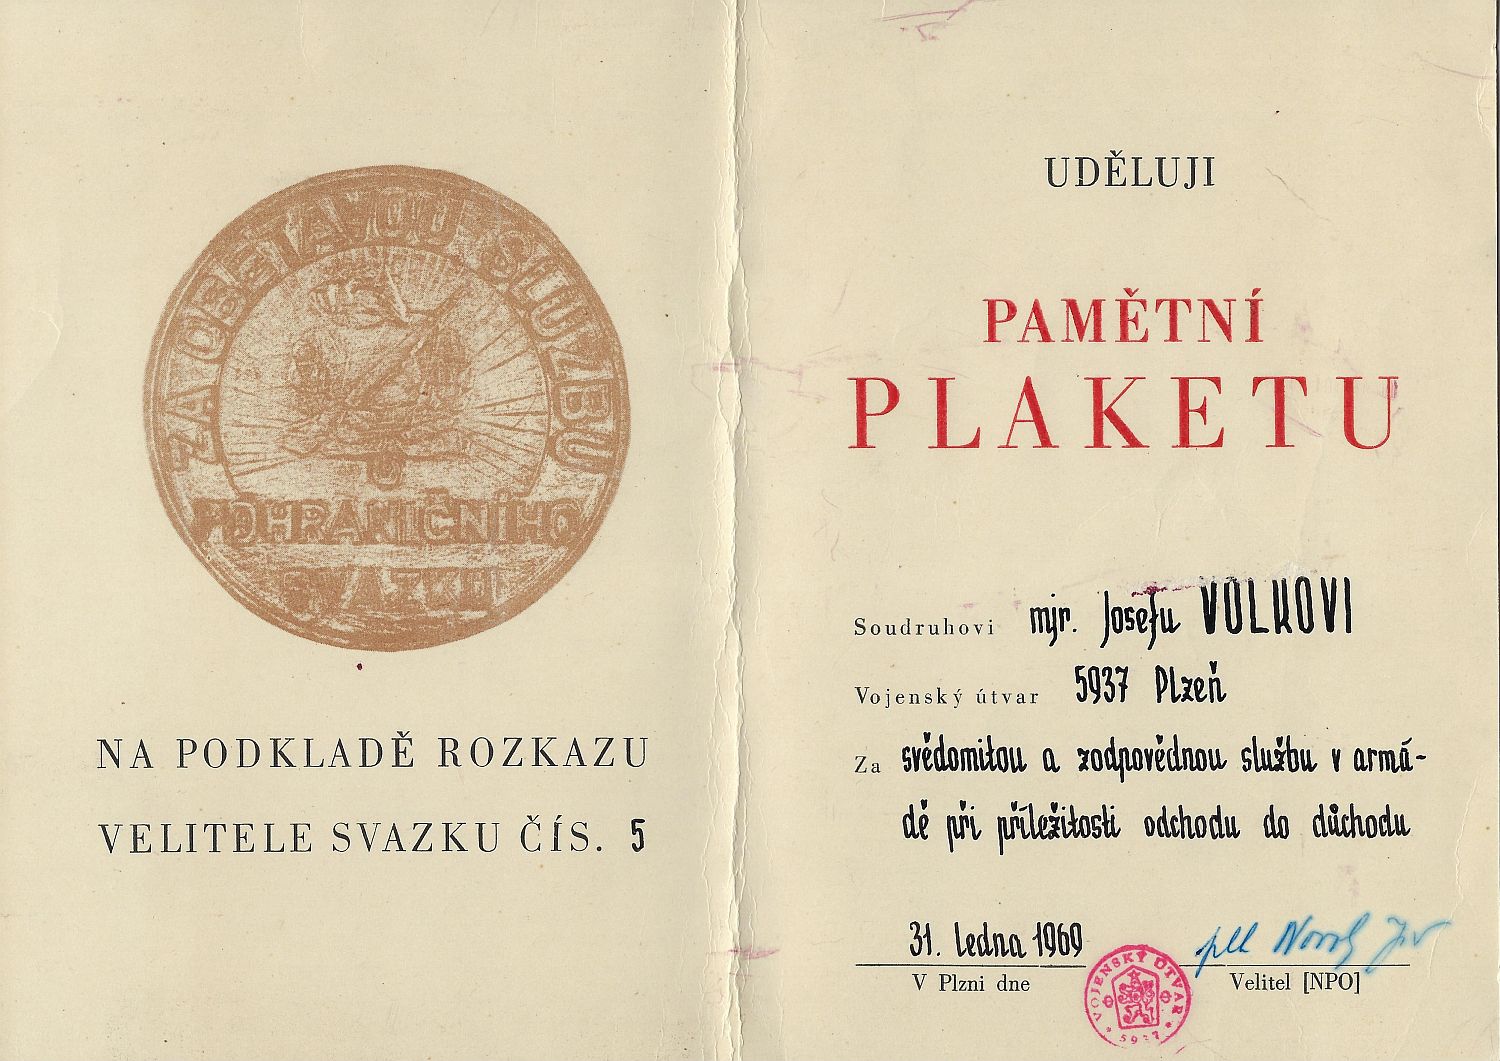 ZA OBĚTAVOU SLUŽBU
POHRANIČNÍHO
SVAZKU
NA PODKLADĚ ROZKAZU
VELITELE SVAZKU ČÍS. 5
UDĚLUJI
PAMĚTNÍ
PLAKETU
Soudruhovi mjr. Josefu VOLKOVI
Vojenský útvar 5937 Plzeň
Za svědomitou a zodpovědnou službu v armá-
dě při příležitosti odchodu do důchodu
31. ledna 1969
V Plzni dne
plk
Velitel [NPO]
VOJENSKÝ ÚTVAR
5937